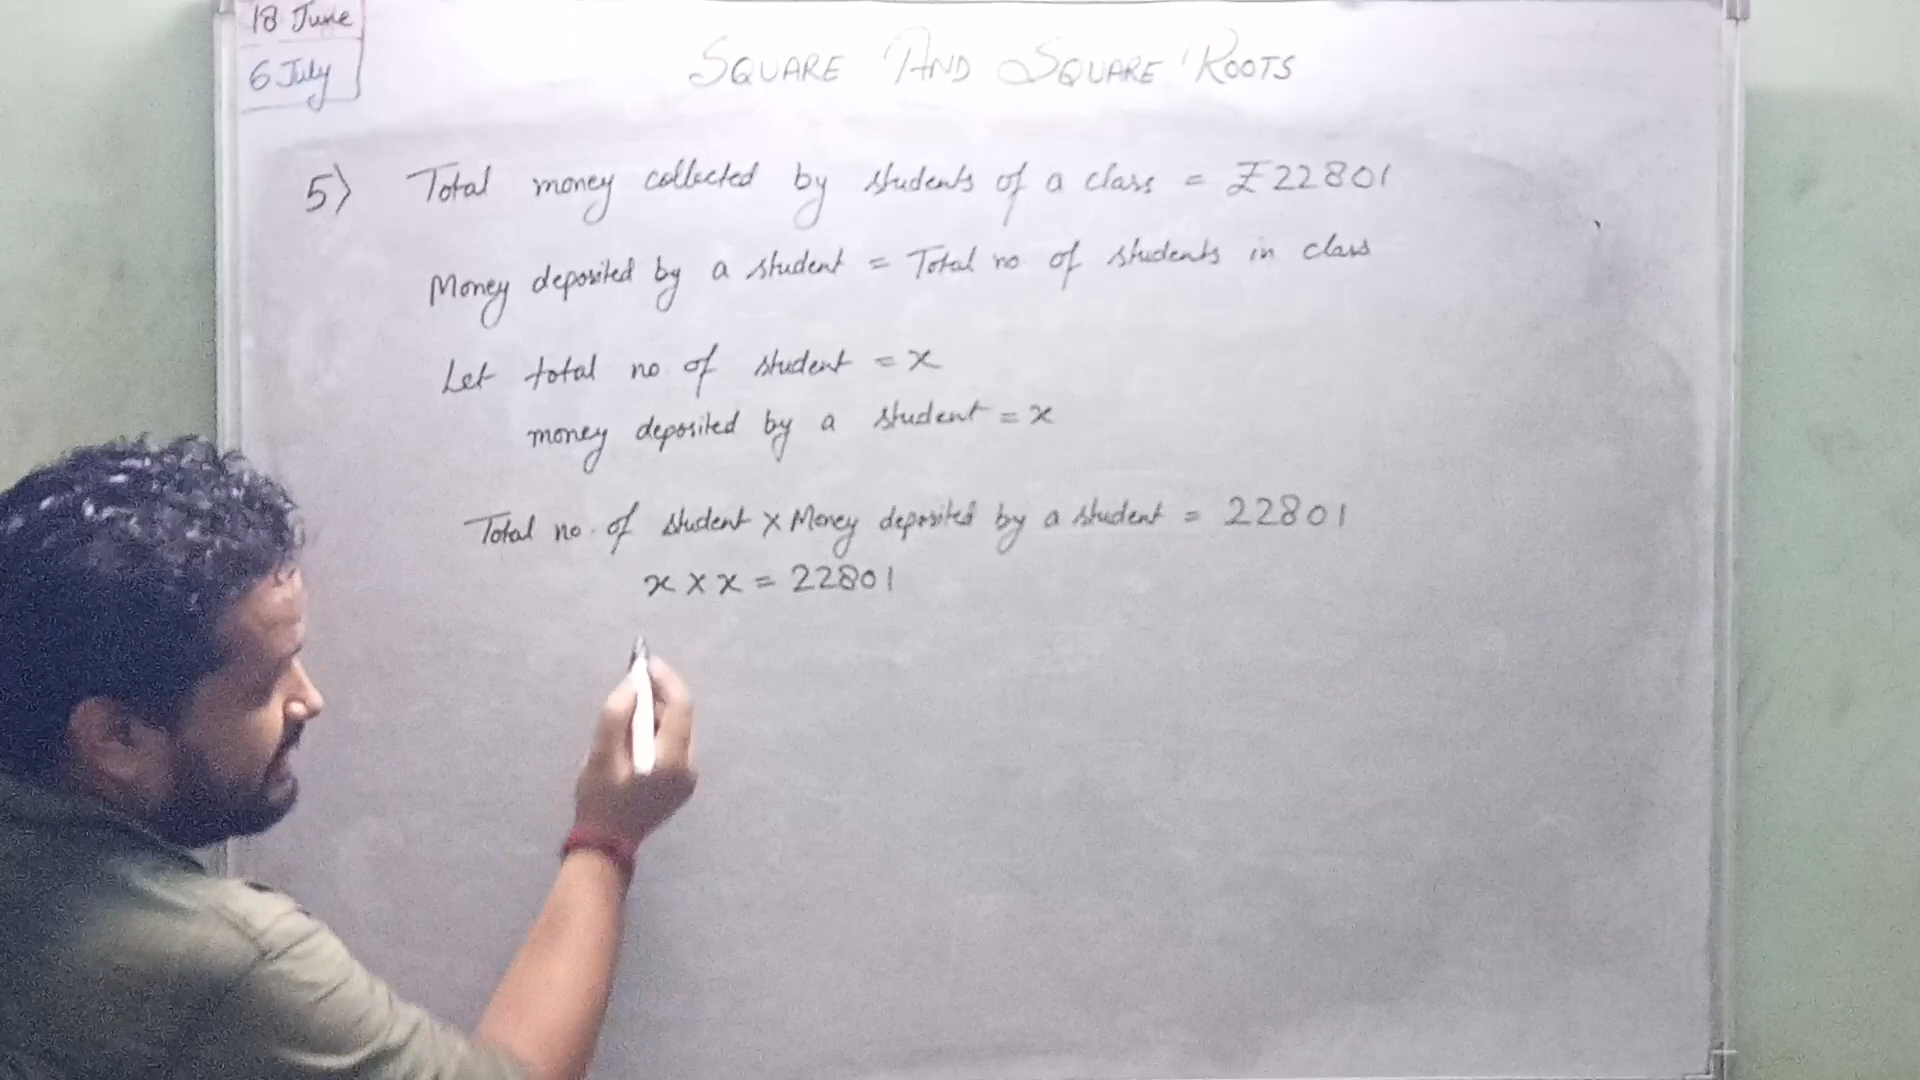 18 June
6 July
SQUARE AND SQUARE ROOTS
5) Total money collected by students of a class = ₹22801
Money deposited by a student = Total no of students in class
Let total no of student = x
money deposited by a student = x
Total no. of student × Money deposited by a student = 22801
x × x = 22801